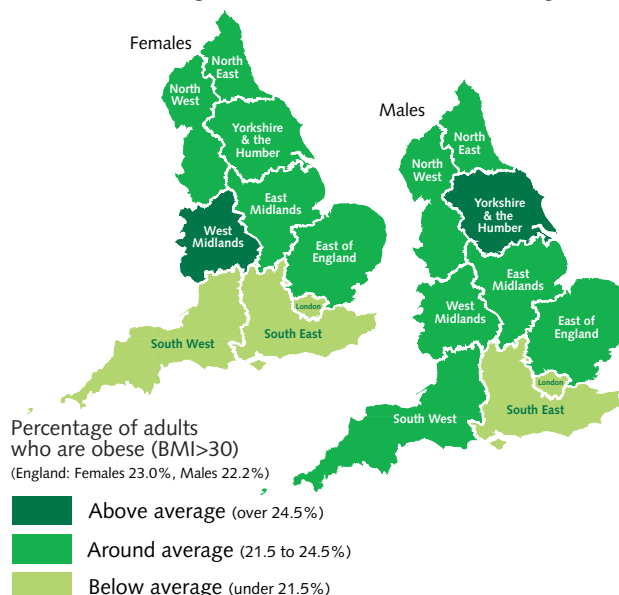 Females
North
East
North
West
Yorkshire
& the
Humber
East
Midlands
West
Midlands
East of
England
London
South West
South East
Males
North
East
North
West
Yorkshire
& the
Humber
East
Midlands
West
Midlands
East of
England
London
South West
South East
Percentage of adults
who are obese (BMI>30)
(England: Females 23.0%, Males 22.2%)
Above average (over 24.5%)
Around average (21.5 to 24.5%)
Below average (under 21.5%)